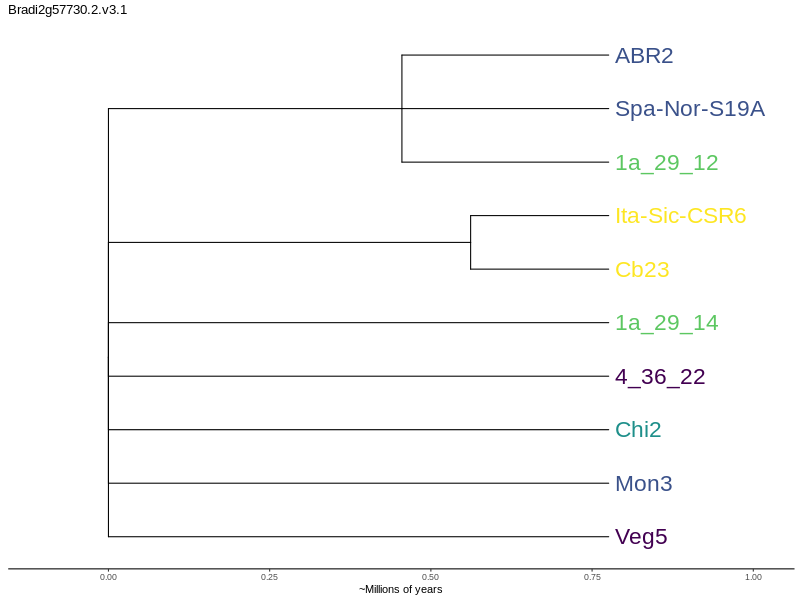 Bradi2g57730.2.v3.1
ABR2
Spa-Nor-S19A
1a_29_12
Ita-Sic-CSR6
Cb23
1a_29_14
4_36_22
Chi2
Mon3
Veg5
0.00 0.25 0.50 0.75 1.00
~Millions of years